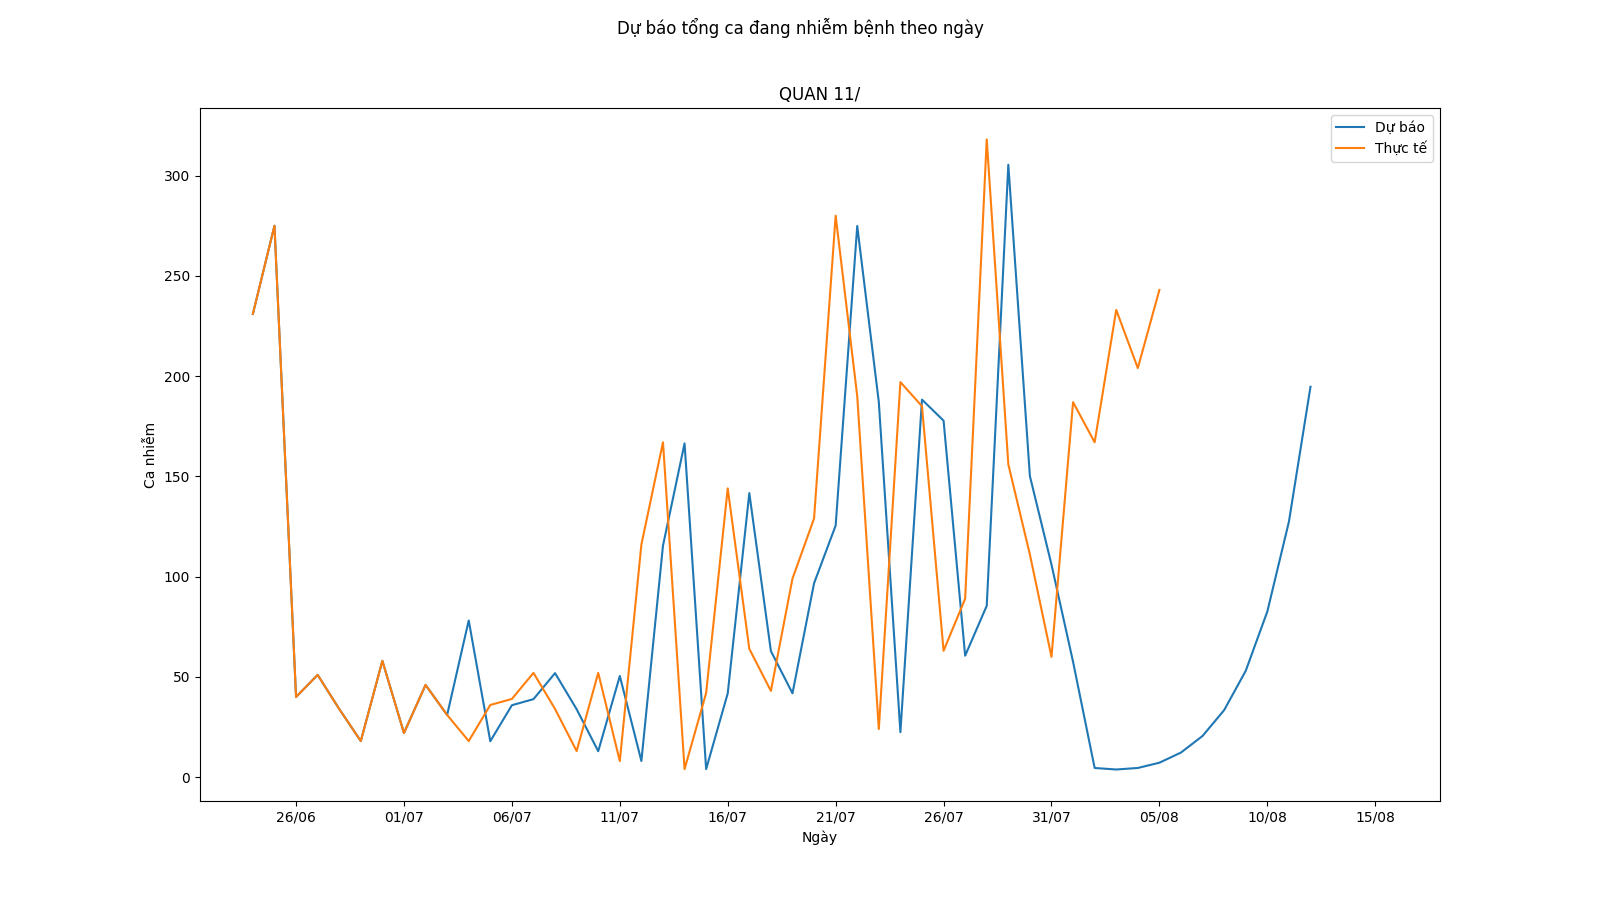 Dự báo tổng ca đang nhiễm bệnh theo ngày
QUAN 11/
Dự báo
Thực tế
300
250
200
150
100
50
0
Ca nhiễm
26/06 01/07 06/07 11/07 16/07 21/07 26/07 31/07 05/08 10/08 15/08
Ngày